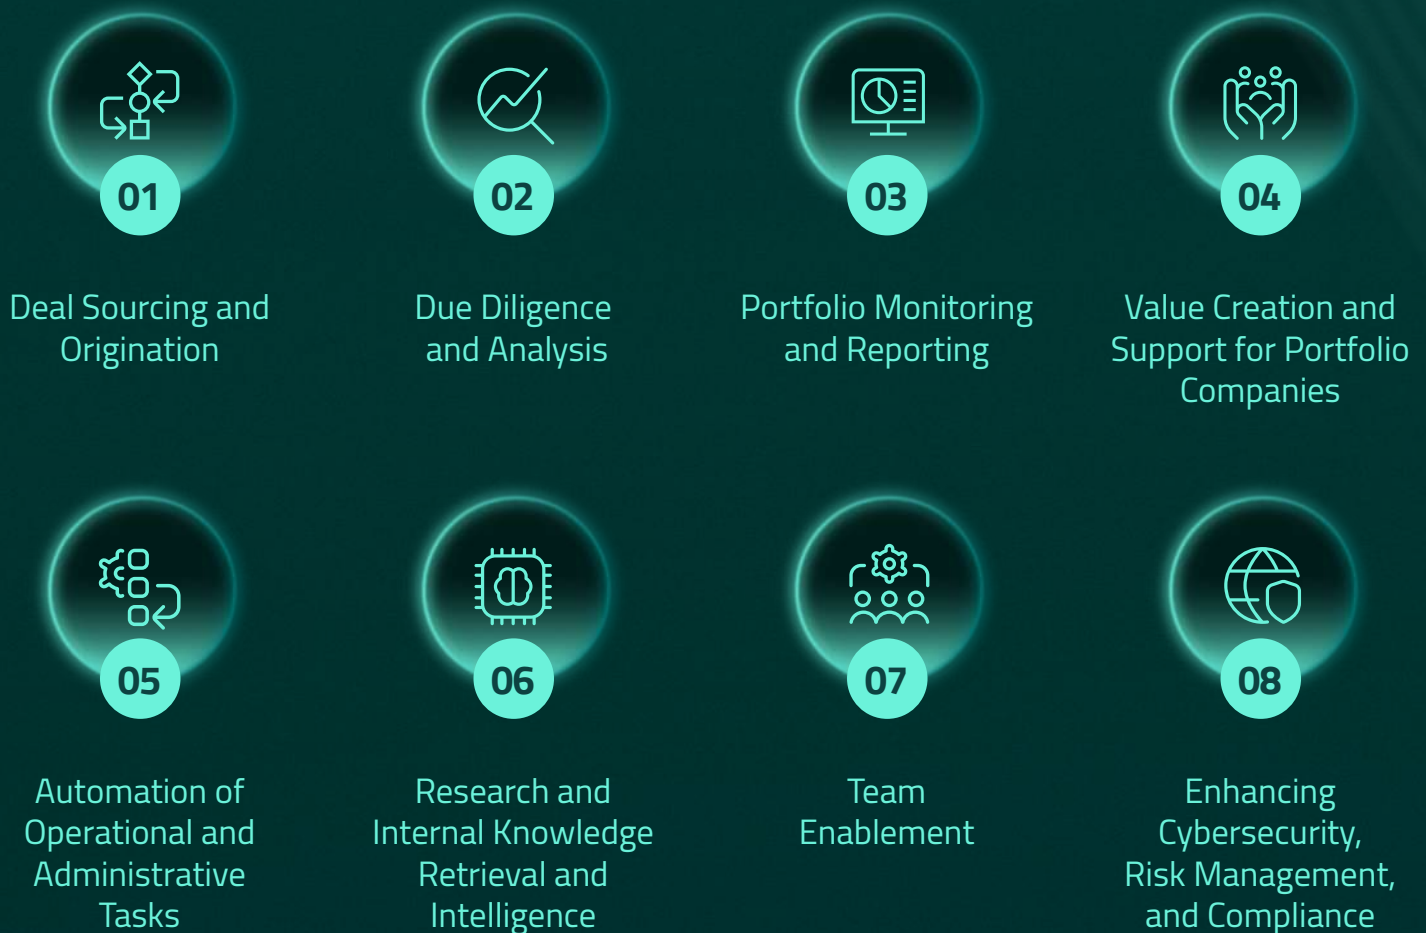 01
Deal Sourcing and
Origination
02
Due Diligence
and Analysis
03
Portfolio Monitoring
and Reporting
04
Value Creation and
Support for Portfolio
Companies
05
Automation of
Operational and
Administrative
Tasks
06
Research and
Internal Knowledge
Retrieval and
Intelligence
07
Team
Enablement
08
Enhancing
Cybersecurity,
Risk Management,
and Compliance